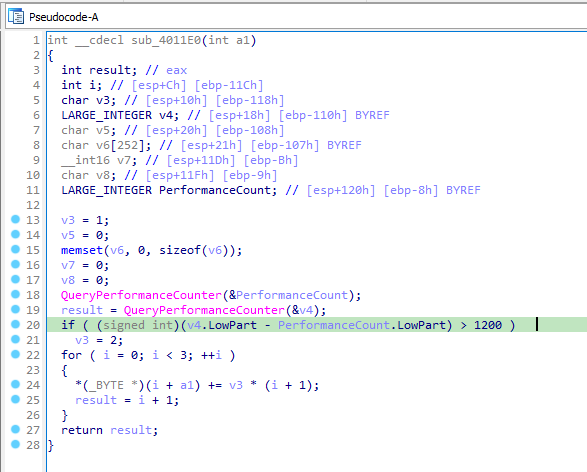 Pseudocode-A
1 int __cdecl sub_4011E0(int a1)
2 {
3 int result; // eax
4 int i; // [esp+Ch] [ebp-11Ch]
5 char v3; // [esp+10h] [ebp-118h]
6 LARGE_INTEGER v4; // [esp+18h] [ebp-110h] BYREF
7 char v5; // [esp+20h] [ebp-108h]
8 char v6[252]; // [esp+21h] [ebp-107h] BYREF
9 __int16 v7; // [esp+11Dh] [ebp-Bh]
10 char v8; // [esp+11Fh] [ebp-9h]
11 LARGE_INTEGER PerformanceCount; // [esp+120h] [ebp-8h] BYREF
12
13 v3 = 1;
14 v5 = 0;
15 memset(v6, 0, sizeof(v6));
16 v7 = 0;
17 v8 = 0;
18 QueryPerformanceCounter(&PerformanceCount);
19 result = QueryPerformanceCounter(&v4);
20 if ( (signed int)(v4.LowPart - PerformanceCount.LowPart) > 1200 )
21 v3 = 2;
22 for ( i = 0; i < 3; ++i )
23 {
24 *(_BYTE *)(i + a1) += v3 * (i + 1);
25 result = i + 1;
26 }
27 return result;
28 }